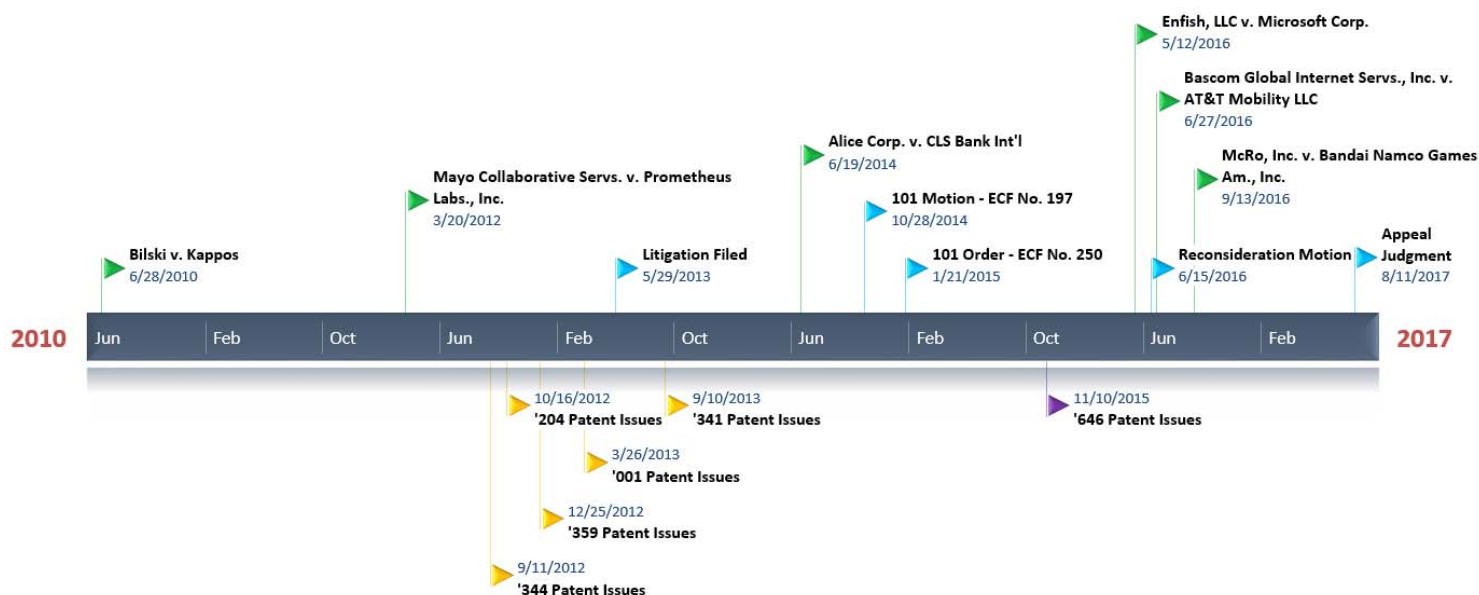 Enfish, LLC v. Microsoft Corp.
5/12/2016
Bascom Global Internet Servs., Inc. v.
AT&T Mobility LLC
6/27/2016
Alice Corp. v. CLS Bank Int'l
6/19/2014
McRo, Inc. v. Bandai Namco Games
Am., Inc.
9/13/2016
Mayo Collaborative Servs. v. Prometheus
Labs., Inc.
3/20/2012
101 Motion - ECF No. 197
10/28/2014
Bilski v. Kappos
6/28/2010
Litigation Filed
5/29/2013
101 Order - ECF No. 250
1/21/2015
Reconsideration Motion
6/15/2016
Appeal
Judgment
8/11/2017
2010 Jun Feb Oct Jun Feb Oct Jun Feb Oct Jun Feb 2017
10/16/2012
'204 Patent Issues
9/10/2013
'341 Patent Issues
11/10/2015
'646 Patent Issues
3/26/2013
'001 Patent Issues
12/25/2012
'359 Patent Issues
9/11/2012
'344 Patent Issues